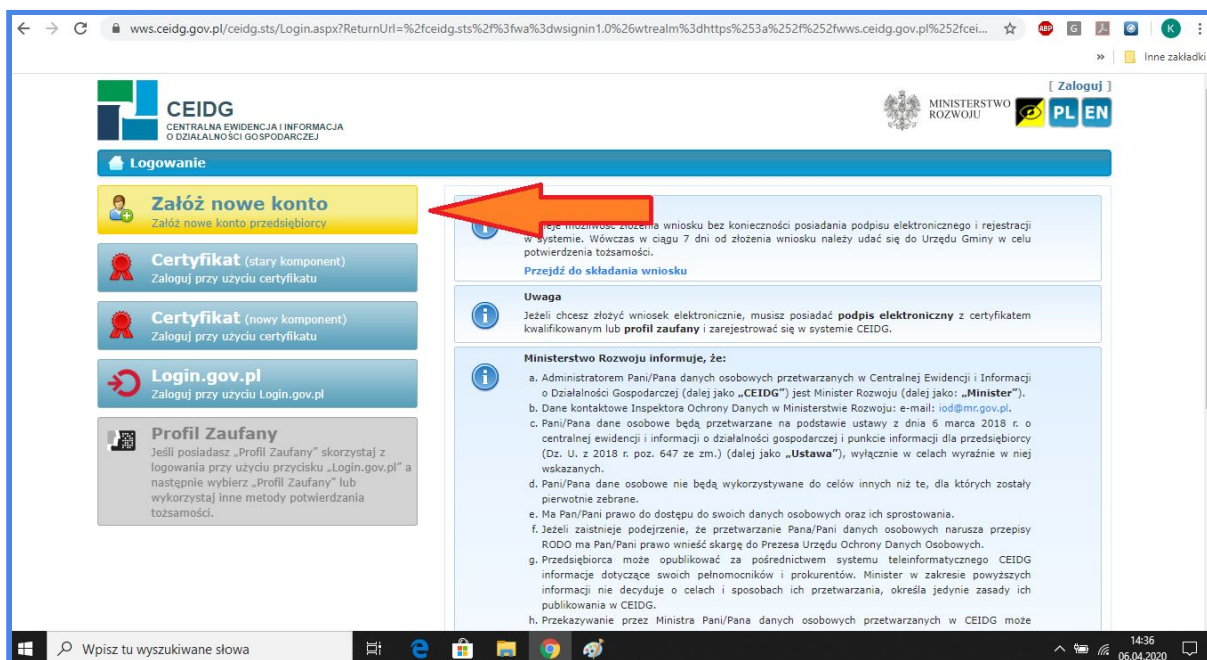 wws.ceidg.gov.pl/ceidg.sts/Login.aspx?ReturnUrl=%2fceidg.sts%2f%3fwa%3dwsignin1.0%26wtrealm%3dhttps%253a%252f%252fwws.ceidg.gov.pl%252fcei...
ABP
G
K
»
Inne zakładki
[ Zaloguj ]
CEIDG
CENTRALNA EWIDENCJA I INFORMACJA
O DZIAŁALNOŚCI GOSPODARCZEJ
MINISTERSTWO
ROZWOJU
PL EN
Logowanie
Załóż nowe konto
Załóż nowe konto przedsiębiorcy
Certyfikat (stary komponent)
Zaloguj przy użyciu certyfikatu
Certyfikat (nowy komponent)
Zaloguj przy użyciu certyfikatu
Login.gov.pl
Zaloguj przy użyciu Login.gov.pl
Profil Zaufany
Jeśli posiadasz „Profil Zaufany" skorzystaj z
logowania przy użyciu przycisku „Login.gov.pl" a
następnie wybierz „Profil Zaufany" lub
wykorzystaj inne metody potwierdzania
tożsamości.
możliwość złożenia wniosku bez konieczności posiadania podpisu elektronicznego i rejestracji
w systemie. Wówczas w ciągu 7 dni od złożenia wniosku należy udać się do Urzędu Gminy w celu
potwierdzenia tożsamości.
Przejdź do składania wniosku
Uwaga
Jeżeli chcesz złożyć wniosek elektronicznie, musisz posiadać podpis elektroniczny z certyfikatem
kwalifikowanym lub profil zaufany i zarejestrować się w systemie CEIDG.
Ministerstwo Rozwoju informuje, że:
a. Administratorem Pani/Pana danych osobowych przetwarzanych w Centralnej Ewidencji i Informacji
o Działalności Gospodarczej (dalej jako „CEIDG") jest Minister Rozwoju (dalej jako: „Minister").
b. Dane kontaktowe Inspektora Ochrony Danych w Ministerstwie Rozwoju: e-mail: iod@mr.gov.pl.
c. Pani/Pana dane osobowe będą przetwarzane na podstawie ustawy z dnia 6 marca 2018 r. o
centralnej ewidencji i informacji o działalności gospodarczej i punkcie informacji dla przedsiębiorcy
(Dz. U. z 2018 r. poz. 647 ze zm.) (dalej jako „Ustawa"), wyłącznie w celach wyraźnie w niej
wskazanych.
d. Pani/Pana dane osobowe nie będą wykorzystywane do celów innych niż te, dla których zostały
pierwotnie zebrane.
e. Ma Pan/Pani prawo do dostępu do swoich danych osobowych oraz ich sprostowania.
f. Jeżeli zaistnieje podejrzenie, że przetwarzanie Pana/Pani danych osobowych narusza przepisy
RODO ma Pan/Pani prawo wnieść skargę do Prezesa Urzędu Ochrony Danych Osobowych.
g. Przedsiębiorca może opublikować za pośrednictwem systemu teleinformatycznego CEIDG
informacje dotyczące swoich pełnomocników i prokurentów. Minister w zakresie powyższych
informacji nie decyduje o celach i sposobach ich przetwarzania, określa jedynie zasady ich
publikowania w CEIDG.
h. Przekazywanie przez Ministra Pani/Pana danych osobowych przetwarzanych w CEIDG może
Wpisz tu wyszukiwane słowa
14:36
06.04.2020